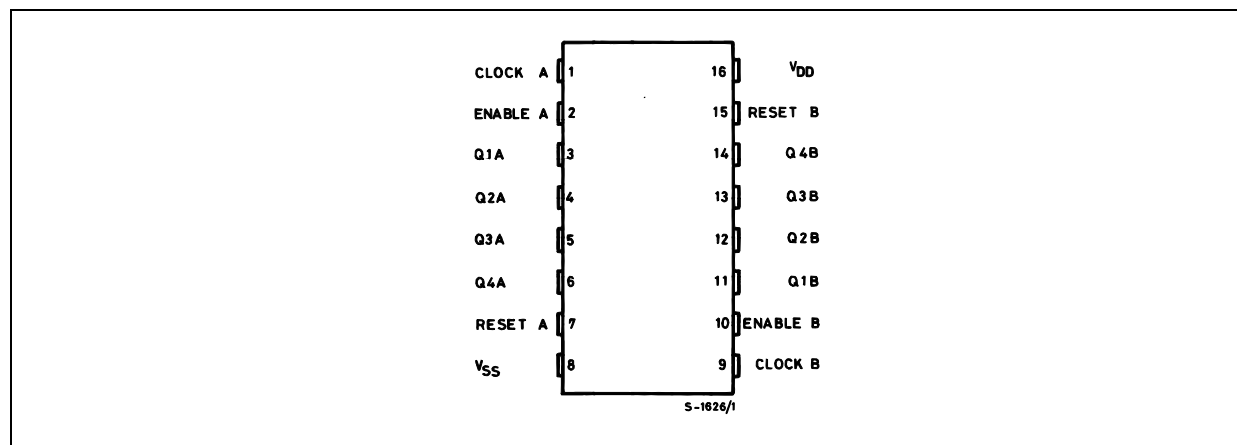 CLOCK A 1 16 VDD
ENABLE A 2 15 RESET B
Q1A 3 14 Q4B
Q2A 4 13 Q3B
Q3A 5 12 Q2B
Q4A 6 11 Q1B
RESET A 7 10 ENABLE B
VSS 8 9 CLOCK B
S-1626/1